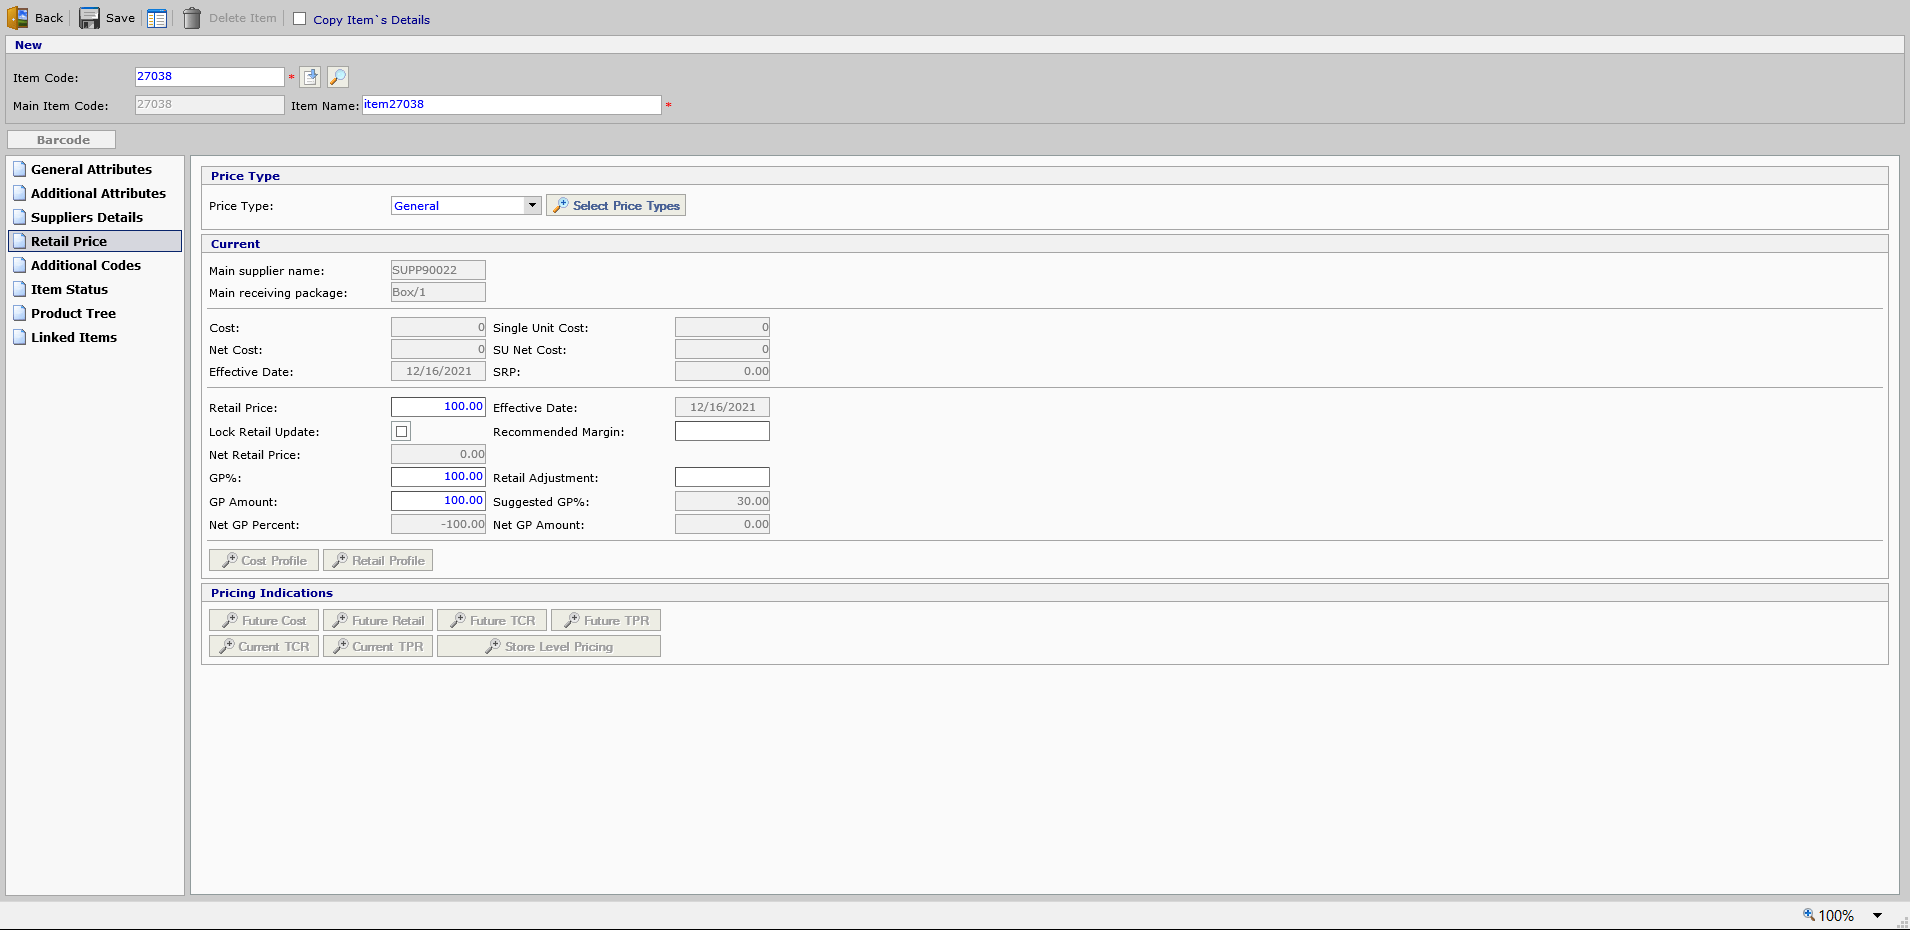 Back Save Delete Item Copy Item`s Details
New
Item Code: 27038 *
Main Item Code: 27038 Item Name: item27038 *
Barcode
General Attributes
Additional Attributes
Suppliers Details
Retail Price
Additional Codes
Item Status
Product Tree
Linked Items
Price Type
Price Type: General Select Price Types
Current
Main supplier name: SUPP90022
Main receiving package: Box/1
Cost: 0 Single Unit Cost: 0
Net Cost: 0 SU Net Cost: 0
Effective Date: 12/16/2021 SRP: 0.00
Retail Price: 100.00 Effective Date: 12/16/2021
Lock Retail Update: Recommended Margin:
Net Retail Price: 0.00
GP%: 100.00 Retail Adjustment:
GP Amount: 100.00 Suggested GP%: 30.00
Net GP Percent: -100.00 Net GP Amount: 0.00
Cost Profile Retail Profile
Pricing Indications
Future Cost Future Retail Future TCR Future TPR
Current TCR Current TPR Store Level Pricing
100%